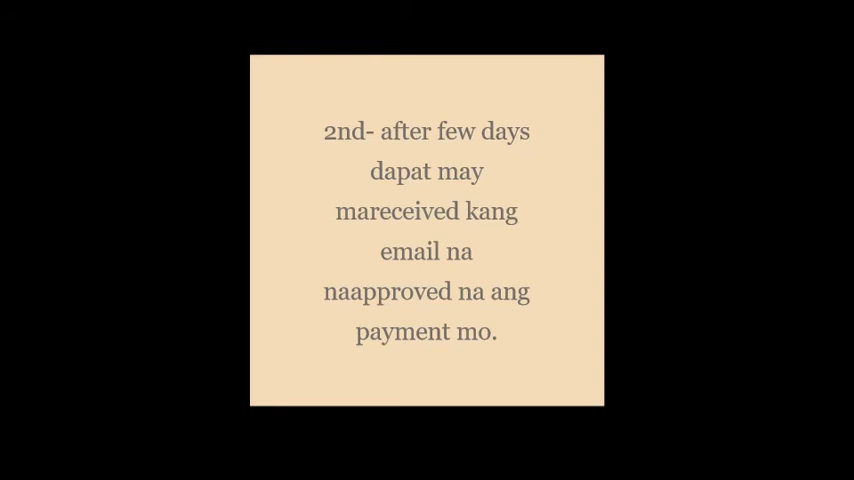 2nd- after few days
dapat may
mareceived kang
email na
naapproved na ang
payment mo.